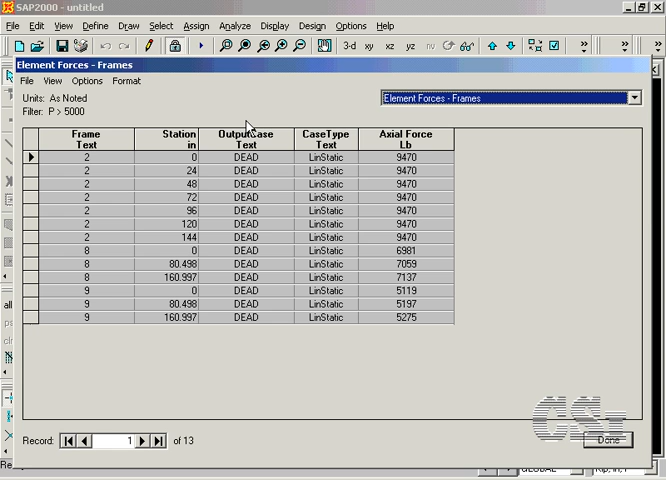 SAP2000 - untitled
File Edit View Define Draw Select Assign Analyze Display Design Options Help
3-d xy xz yz nv
Element Forces - Frames
File View Options Format
Units: As Noted
Filter: P > 5000
Element Forces - Frames
Frame Station OutputCase CaseType Axial Force
Text in Text Text Lb
2 0 DEAD LinStatic 9470
2 24 DEAD LinStatic 9470
2 48 DEAD LinStatic 9470
2 72 DEAD LinStatic 9470
2 96 DEAD LinStatic 9470
2 120 DEAD LinStatic 9470
2 144 DEAD LinStatic 9470
8 0 DEAD LinStatic 6981
8 80.498 DEAD LinStatic 7059
8 160.997 DEAD LinStatic 7137
9 0 DEAD LinStatic 5119
9 80.498 DEAD LinStatic 5197
9 160.997 DEAD LinStatic 5275
all
CSI
Record: 1 of 13
Done
GLOBAL